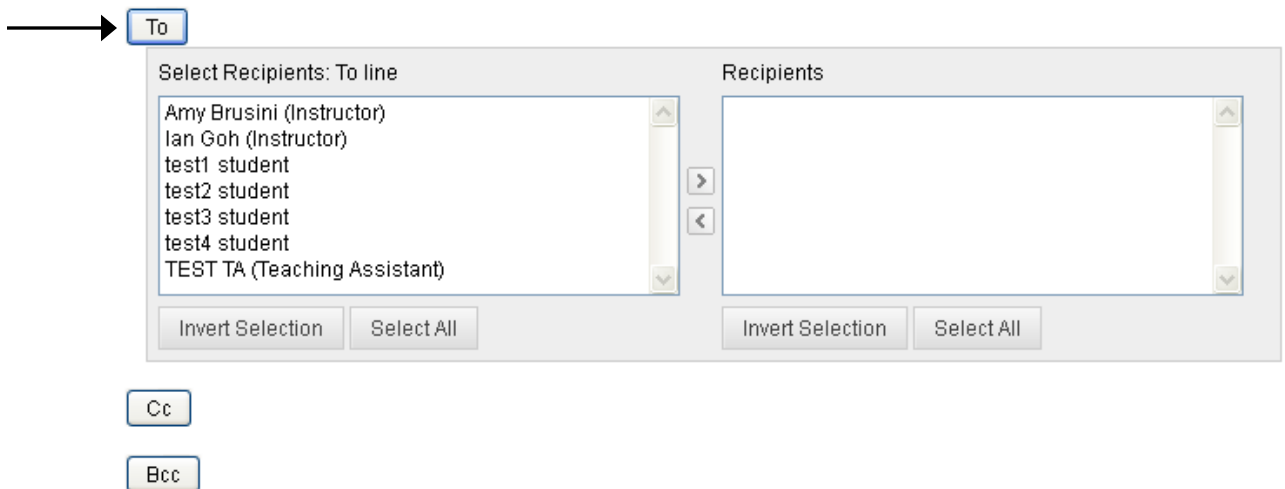 To
Select Recipients: To line
Recipients
Amy Brusini (Instructor)
Ian Goh (Instructor)
test1 student
test2 student
test3 student
test4 student
TEST TA (Teaching Assistant)
>
<
Invert Selection Select All
Invert Selection Select All
Cc
Bcc